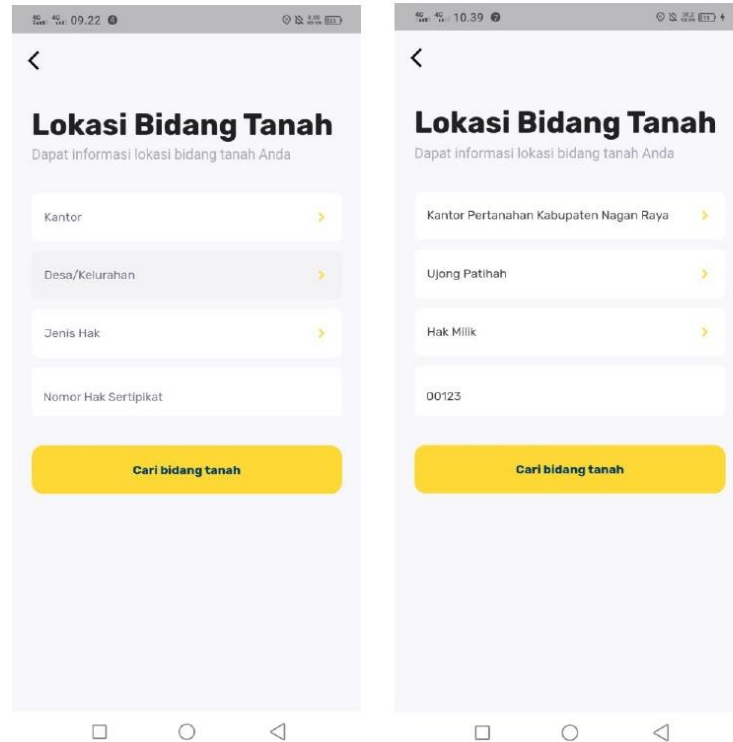 09.22
Lokasi Bidang Tanah
Dapat informasi lokasi bidang tanah Anda
Kantor
Desa/Kelurahan
Jenis Hak
Nomor Hak Sertipikat
Cari bidang tanah
10.39
Lokasi Bidang Tanah
Dapat informasi lokasi bidang tanah Anda
Kantor Pertanahan Kabupaten Nagan Raya
Ujong Patihah
Hak Milik
00123
Cari bidang tanah